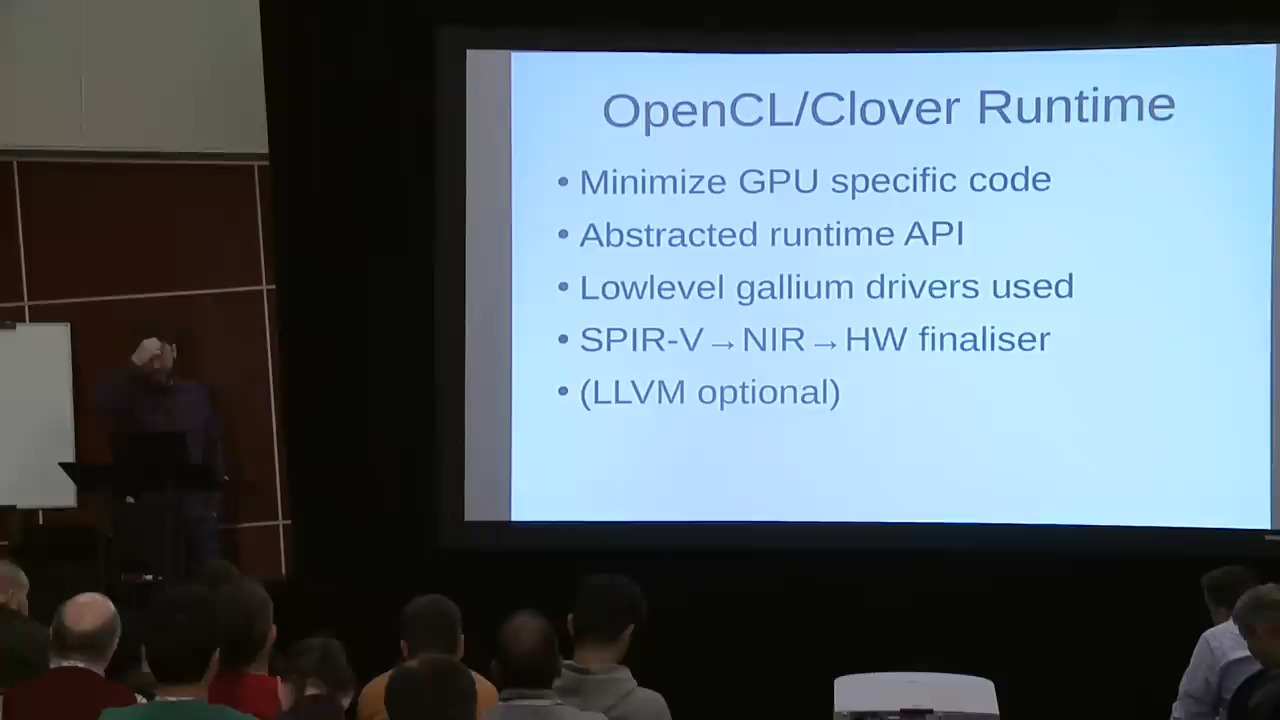 OpenCL/Clover Runtime
• Minimize GPU specific code
• Abstracted runtime API
• Lowlevel gallium drivers used
• SPIR-V→NIR→HW finaliser
• (LLVM optional)